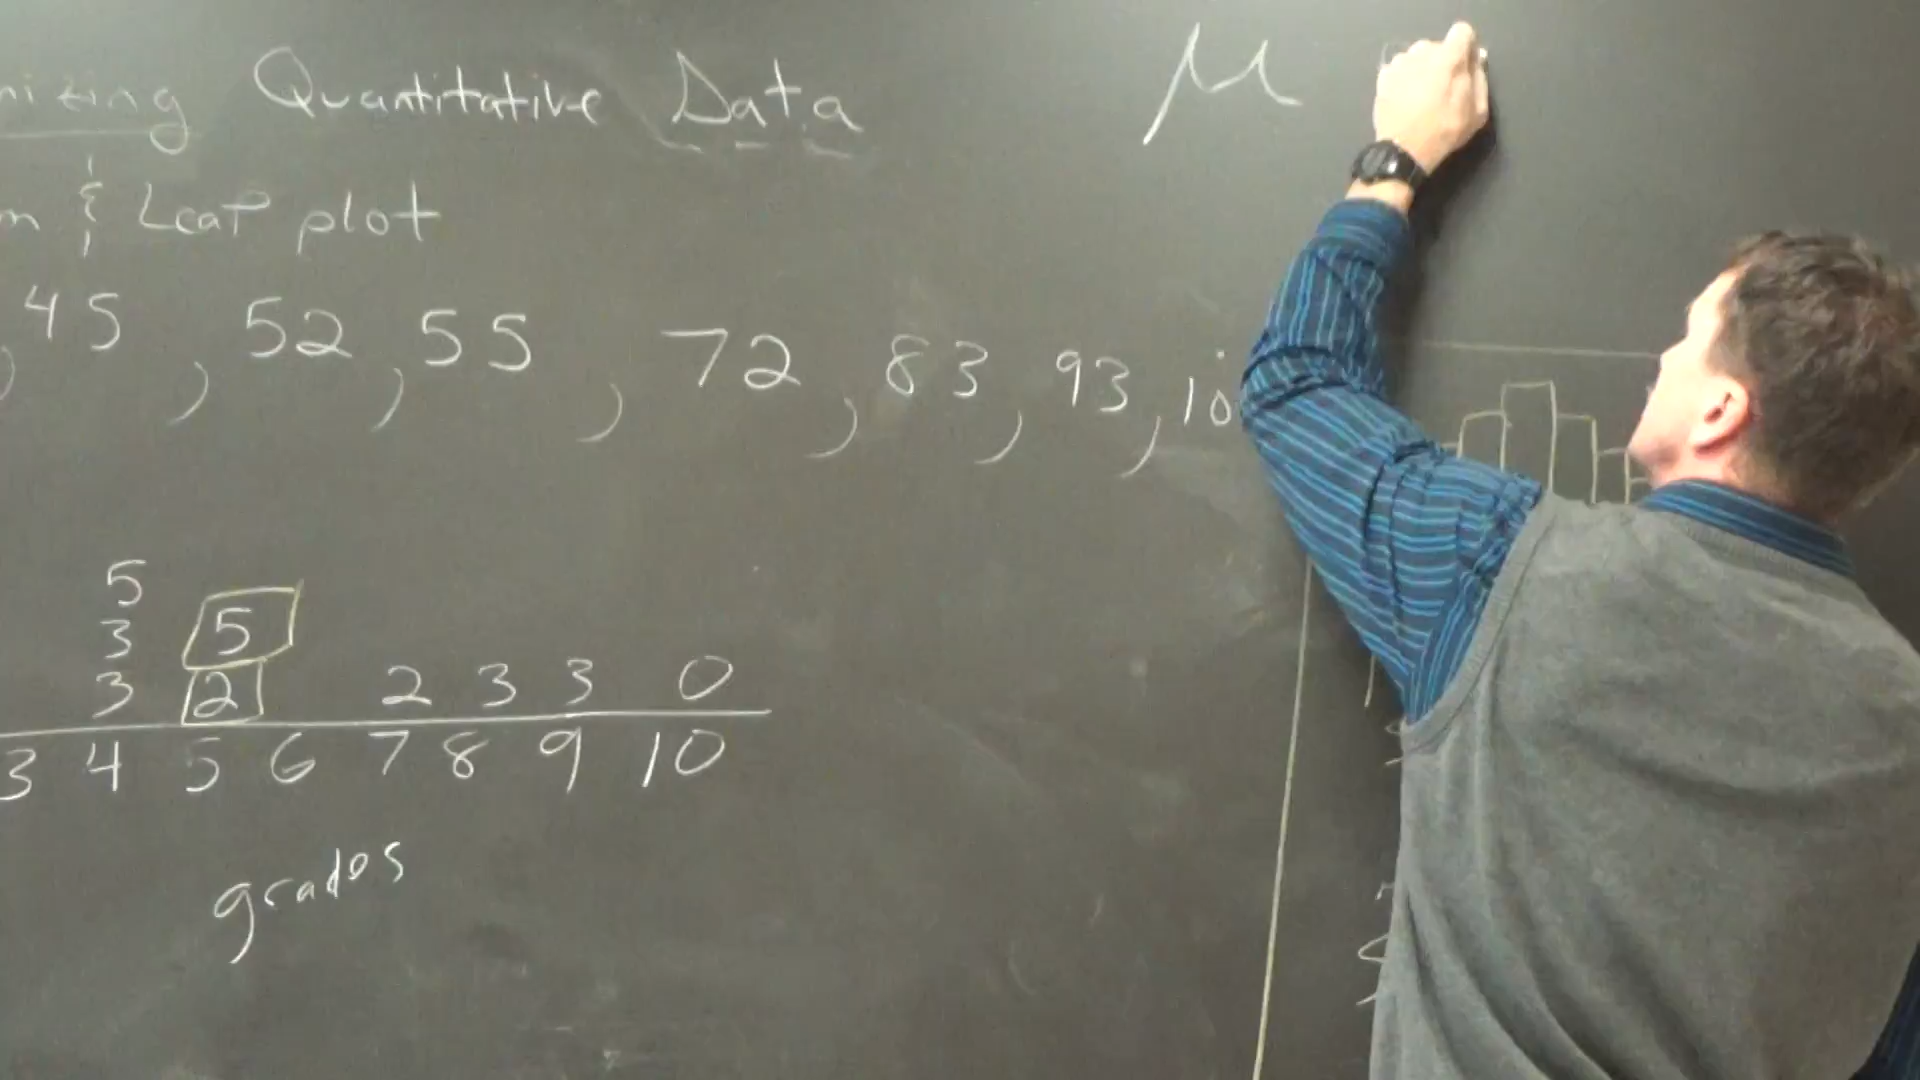 nizing Quantitative Data
m & Leaf plot
, 45, 52, 55, 72, 83, 93, 10
5
3 5
3 2 2 3 3 0
3 4 5 6 7 8 9 10
grades
μ